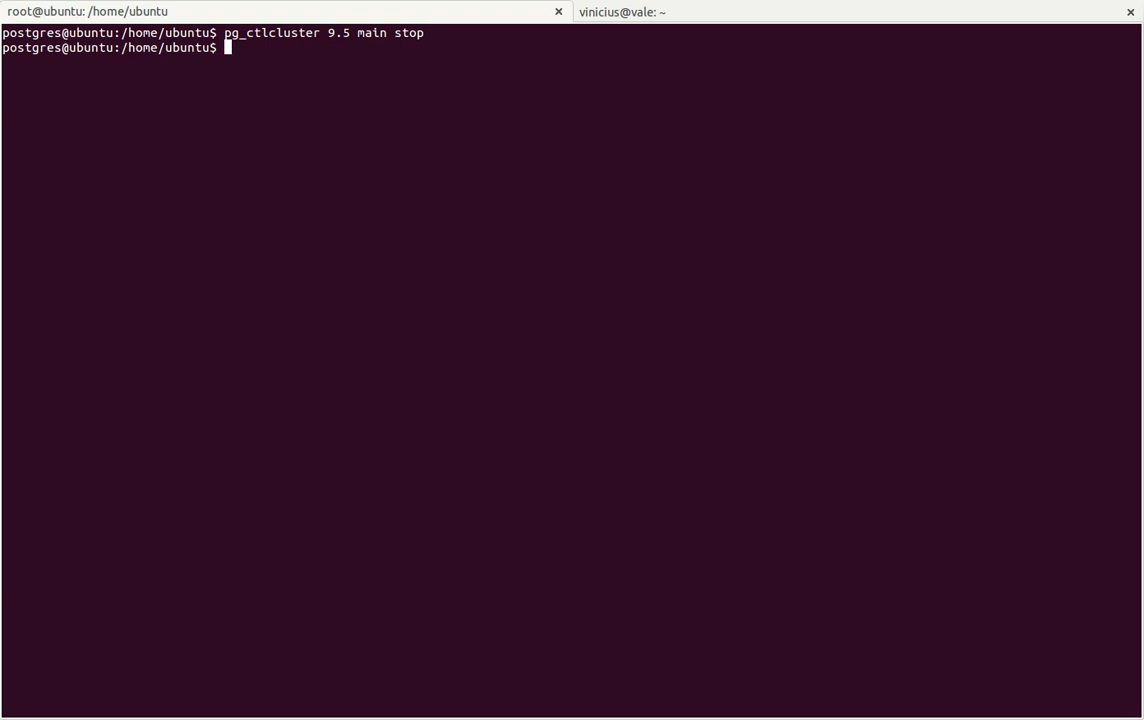 root@ubuntu: /home/ubuntu × vinicius@vale: ~ ×
postgres@ubuntu:/home/ubuntu$ pg_ctlcluster 9.5 main stop
postgres@ubuntu:/home/ubuntu$